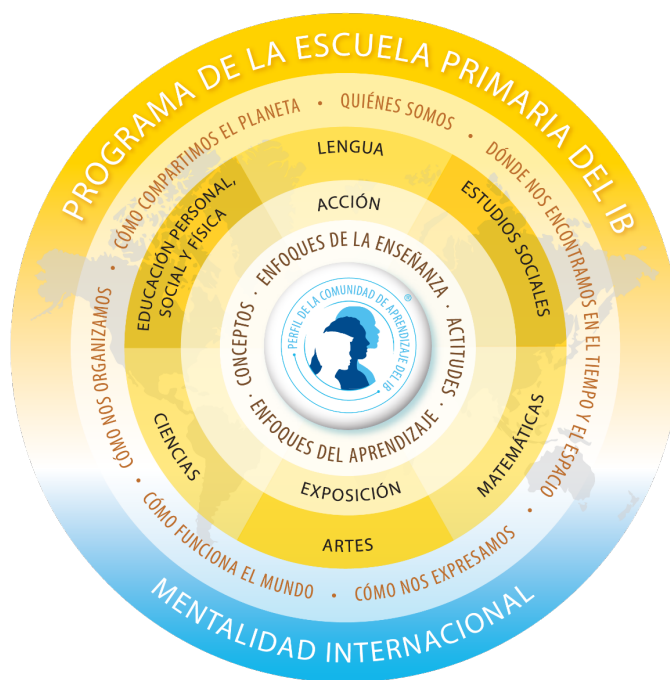 PROGRAMA DE LA ESCUELA PRIMARIA DEL IB
CÓMO COMPARTIMOS EL PLANETA • QUIÉNES SOMOS • DÓNDE NOS ENCONTRAMOS EN EL TIEMPO Y EL ESPACIO • CÓMO NOS EXPRESAMOS • CÓMO FUNCIONA EL MUNDO • CÓMO NOS ORGANIZAMOS •
LENGUA
ESTUDIOS SOCIALES
MATEMÁTICAS
ARTES
CIENCIAS
EDUCACIÓN PERSONAL,
SOCIAL Y FÍSICA
ACCIÓN
EXPOSICIÓN
ENFOQUES DE LA ENSEÑANZA · ACTITUDES · ENFOQUES DEL APRENDIZAJE · CONCEPTOS ·
• PERFIL DE LA COMUNIDAD DE APRENDIZAJE DEL IB
®
MENTALIDAD INTERNACIONAL